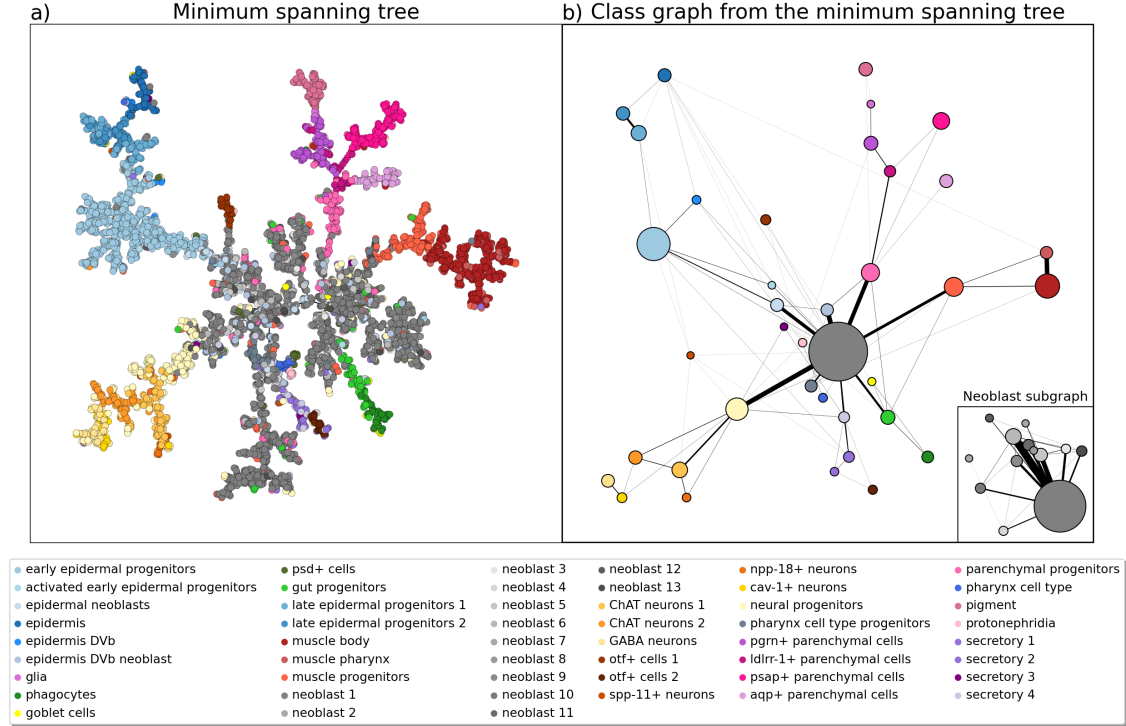 a) Minimum spanning tree
b) Class graph from the minimum spanning tree
Neoblast subgraph
early epidermal progenitors
activated early epidermal progenitors
epidermal neoblasts
epidermis
epidermis DVb
epidermis DVb neoblast
glia
phagocytes
goblet cells
psd+ cells
gut progenitors
late epidermal progenitors 1
late epidermal progenitors 2
muscle body
muscle pharynx
muscle progenitors
neoblast 1
neoblast 2
neoblast 3
neoblast 4
neoblast 5
neoblast 6
neoblast 7
neoblast 8
neoblast 9
neoblast 10
neoblast 11
neoblast 12
neoblast 13
ChAT neurons 1
ChAT neurons 2
GABA neurons
otf+ cells 1
otf+ cells 2
spp-11+ neurons
npp-18+ neurons
cav-1+ neurons
neural progenitors
pharynx cell type progenitors
pgrn+ parenchymal cells
ldlrr-1+ parenchymal cells
psap+ parenchymal cells
aqp+ parenchymal cells
parenchymal progenitors
pharynx cell type
pigment
protonephridia
secretory 1
secretory 2
secretory 3
secretory 4